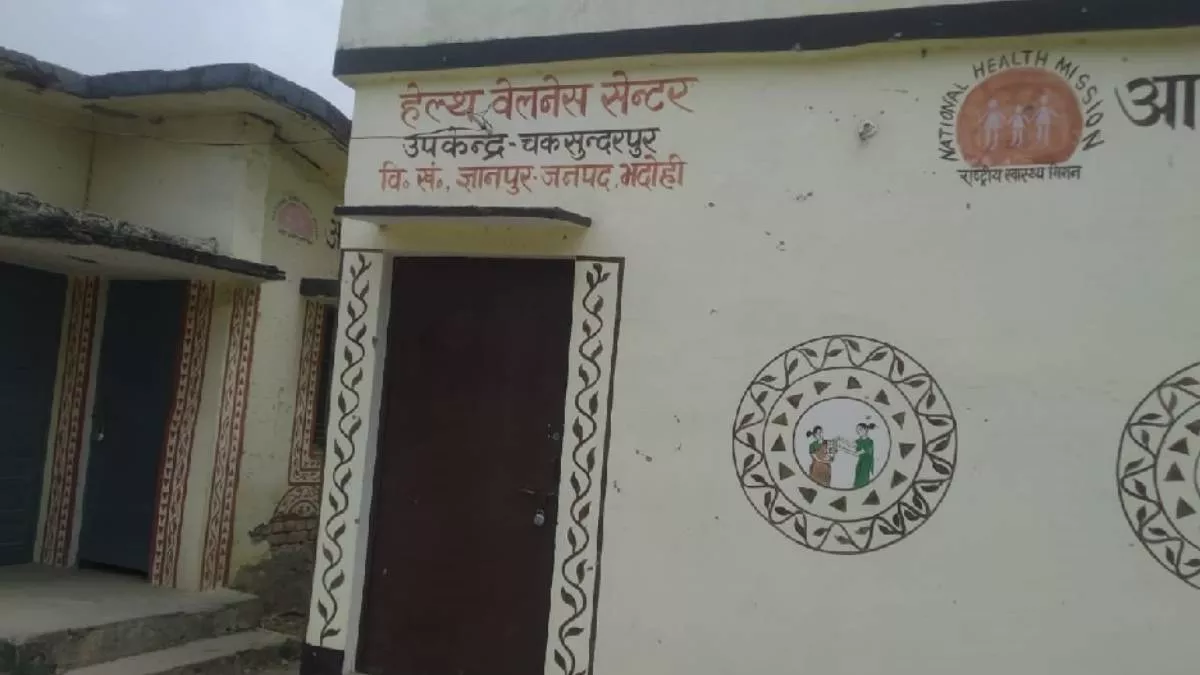 हेल्थ वेलनेस सेन्टर
उपकेन्द्र-चकसुन्दरपुर
वि० खं०, ज्ञानपुर-जनपद, भदोही
NATIONAL HEALTH MISSION
राष्ट्रीय स्वास्थ्य मिशन
आ